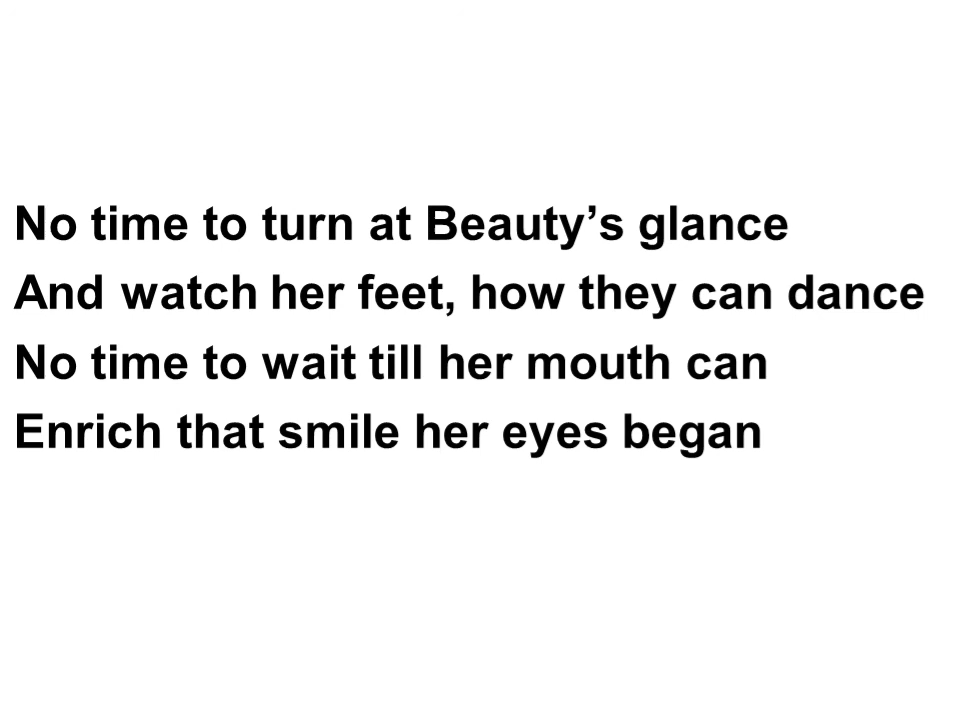 No time to turn at Beauty’s glance
And watch her feet, how they can dance
No time to wait till her mouth can
Enrich that smile her eyes began